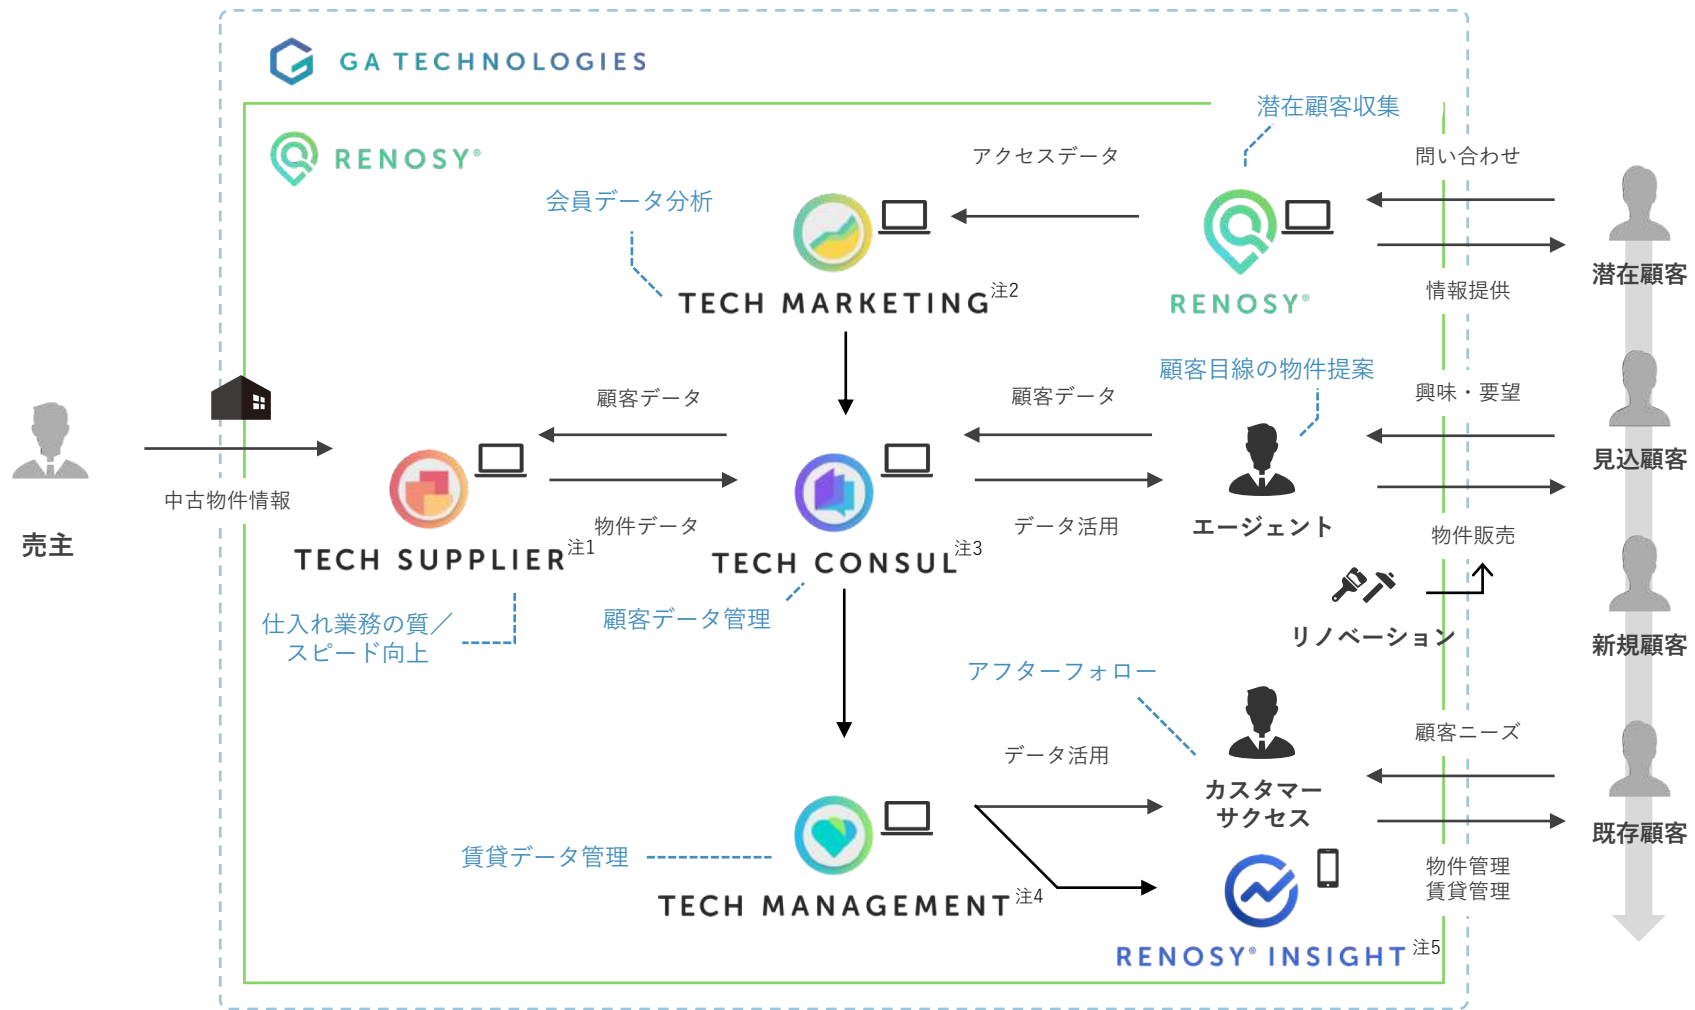 GA TECHNOLOGIES
RENOSY®
潜在顧客収集
アクセスデータ
問い合わせ
会員データ分析
TECH MARKETING注2
RENOSY®
情報提供
潜在顧客
顧客目線の物件提案
顧客データ
顧客データ
興味・要望
見込顧客
中古物件情報
売主
物件データ
データ活用
エージェント
物件販売
TECH SUPPLIER注1
TECH CONSUL注3
仕入れ業務の質／
スピード向上
顧客データ管理
リノベーション
新規顧客
アフターフォロー
データ活用
顧客ニーズ
カスタマー
サクセス
既存顧客
賃貸データ管理
物件管理
賃貸管理
TECH MANAGEMENT注4
RENOSY® INSIGHT注5